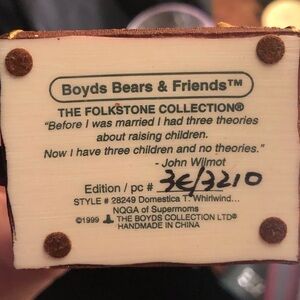 Boyds Bears & Friends™
THE FOLKSTONE COLLECTION®
"Before I was married I had three theories
about raising children.
Now I have three children and no theories."
- John Wilmot
Edition / pc # 3E/3210
STYLE # 28249 Domestica T. Whirlwind...
NQGA of Supermoms
©1999 THE BOYDS COLLECTION LTD®
HANDMADE IN CHINA